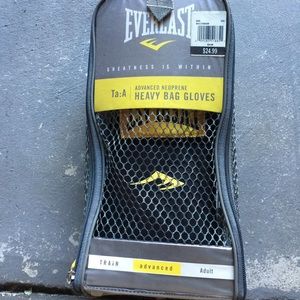 EVERLAST
$24.99
GREATNESS IS WITHIN
Ta:A
ADVANCED NEOPRENE
HEAVY BAG GLOVES
TRAIN advanced Adult